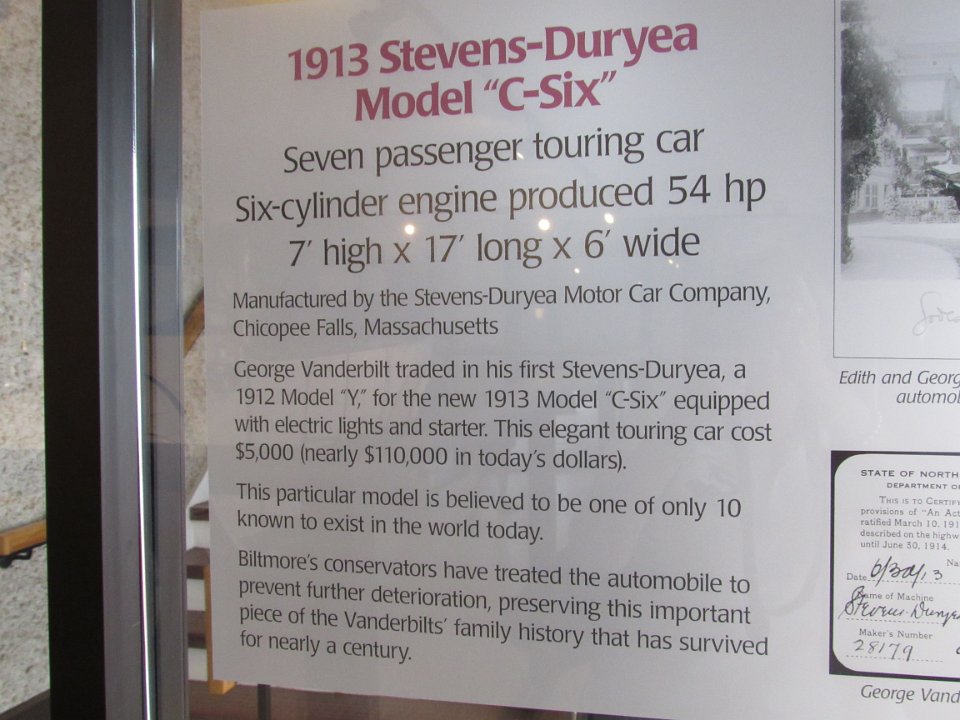 1913 Stevens-Duryea
Model “C-Six”
Seven passenger touring car
Six-cylinder engine produced 54 hp
7’ high x 17’ long x 6’ wide
Manufactured by the Stevens-Duryea Motor Car Company,
Chicopee Falls, Massachusetts
George Vanderbilt traded in his first Stevens-Duryea, a
1912 Model “Y,” for the new 1913 Model “C-Six” equipped
with electric lights and starter. This elegant touring car cost
$5,000 (nearly $110,000 in today’s dollars).
This particular model is believed to be one of only 10
known to exist in the world today.
Biltmore’s conservators have treated the automobile to
prevent further deterioration, preserving this important
piece of the Vanderbilts’ family history that has survived
for nearly a century.
Edith and Georg
automob
STATE OF NORTH
DEPARTMENT O
THIS IS TO CERTIFY
provisions of "An Act
ratified March 10, 191
described on the highw
until June 30, 1914.
Na
Date 6/30/13
Name of Machine
Stevens-Durye
Maker's Number
28179
George Vand